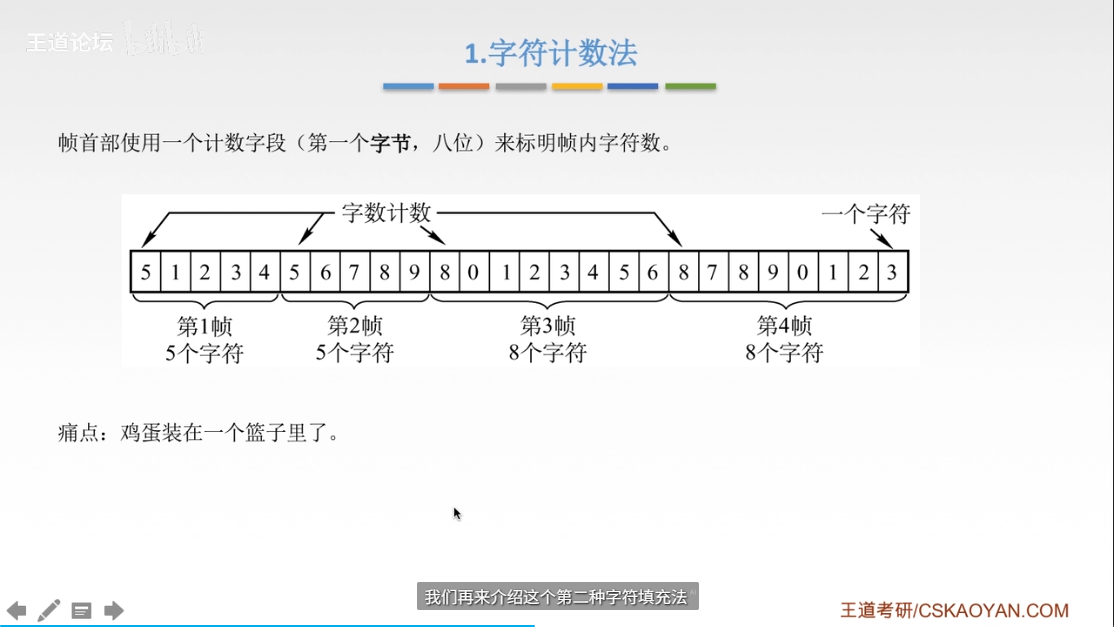 王道论坛
1.字符计数法
帧首部使用一个计数字段（第一个字节，八位）来标明帧内字符数。
字数计数 一个字符
5 1 2 3 4 5 6 7 8 9 8 0 1 2 3 4 5 6 8 7 8 9 0 1 2 3
第1帧 第2帧 第3帧 第4帧
5个字符 5个字符 8个字符 8个字符
痛点：鸡蛋装在一个篮子里了。
我们再来介绍这个第二种字符填充法
王道考研/CSKAOYAN.COM